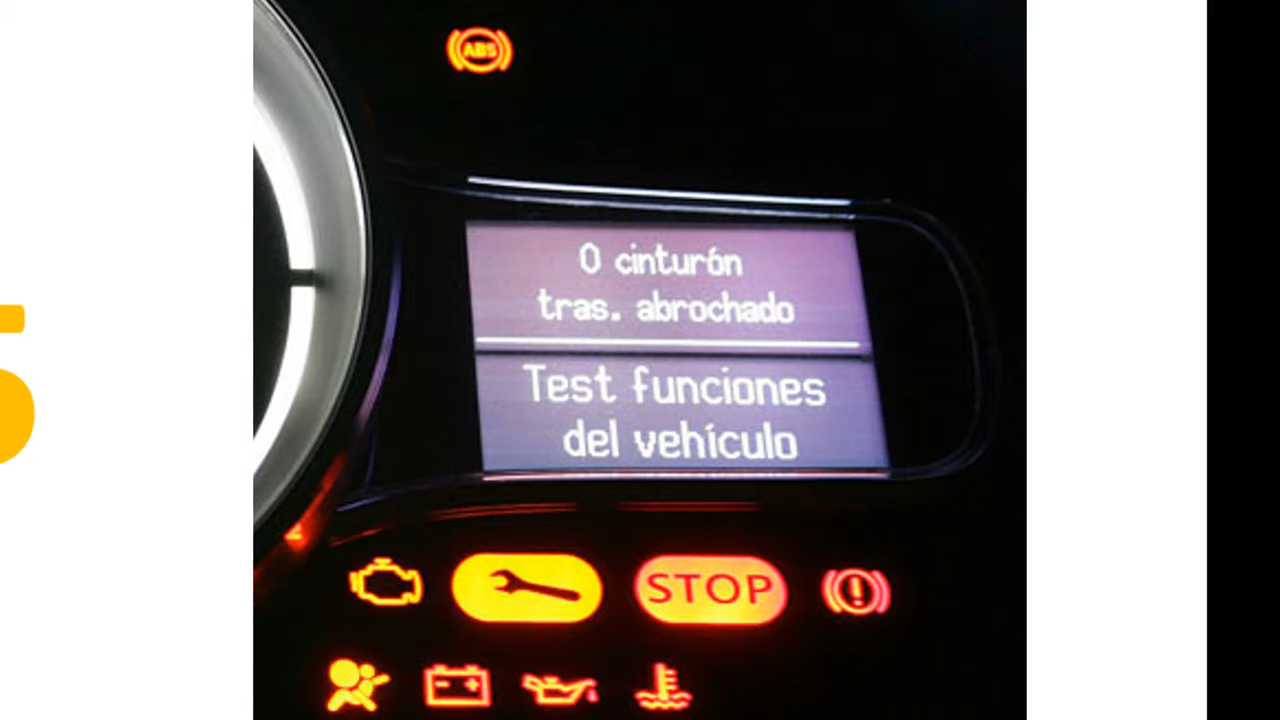 ABS
0 cinturón
tras. abrochado
Test funciones
del vehículo
STOP